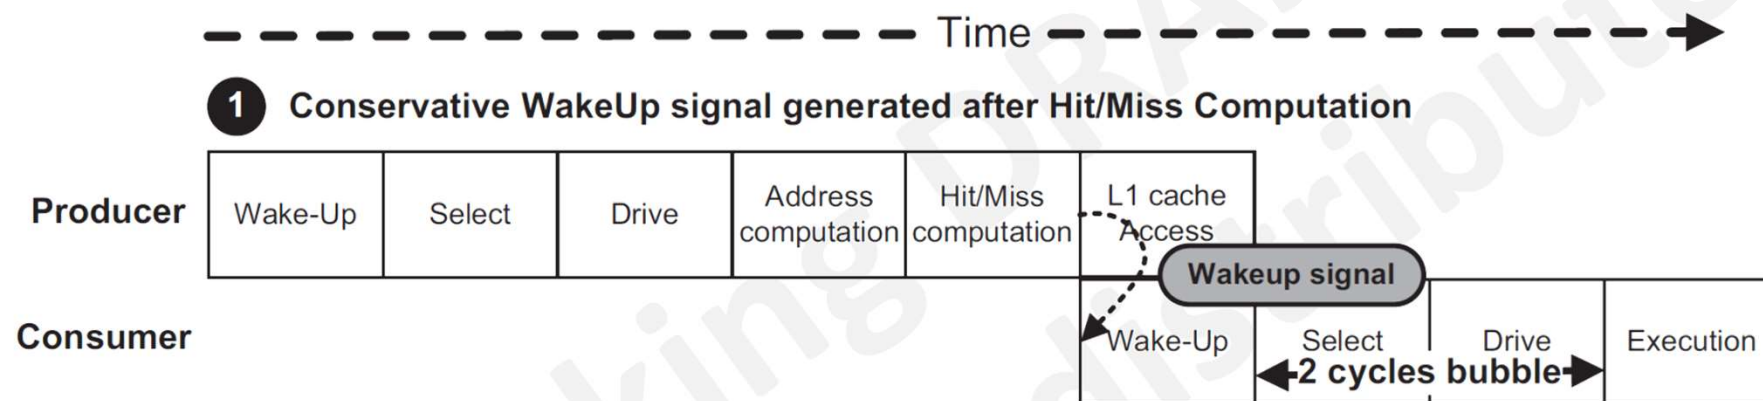 Time
1 Conservative WakeUp signal generated after Hit/Miss Computation
Producer
Wake-Up
Select
Drive
Address
computation
Hit/Miss
computation
L1 cache
Access
Wakeup signal
Consumer
Wake-Up
Select
Drive
Execution
2 cycles bubble